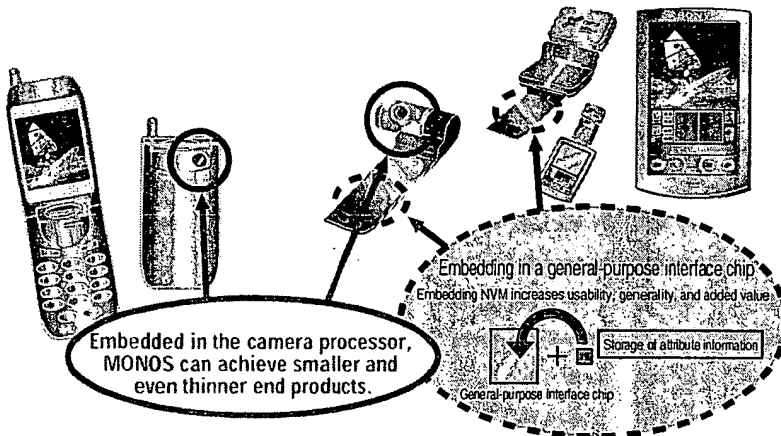 SONY
Embedding in a general-purpose interface chip
Embedding NVM increases usability, generality, and added value
Embedded in the camera processor,
MONOS can achieve smaller and
even thinner end products.
Storage of attribute information
General-purpose interface chip